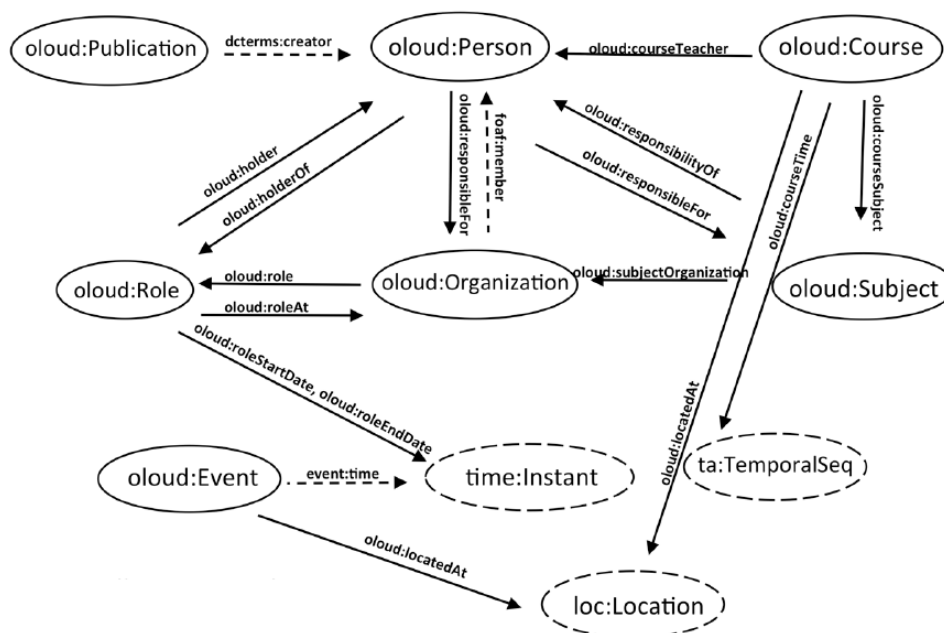 oloud:Publication
dcterms:creator
oloud:Person
oloud:courseTeacher
oloud:Course
oloud:holder
oloud:holderOf
oloud:responsibleFor
foaf:member
oloud:responsibilityOf
oloud:responsibleFor
oloud:courseTime
oloud:courseSubject
oloud:Role
oloud:role
oloud:roleAt
oloud:Organization
oloud:subjectOrganization
oloud:Subject
oloud:roleStartDate, oloud:roleEndDate
oloud:locatedAt
oloud:Event
event:time
time:Instant
ta:TemporalSeq
oloud:locatedAt
loc:Location